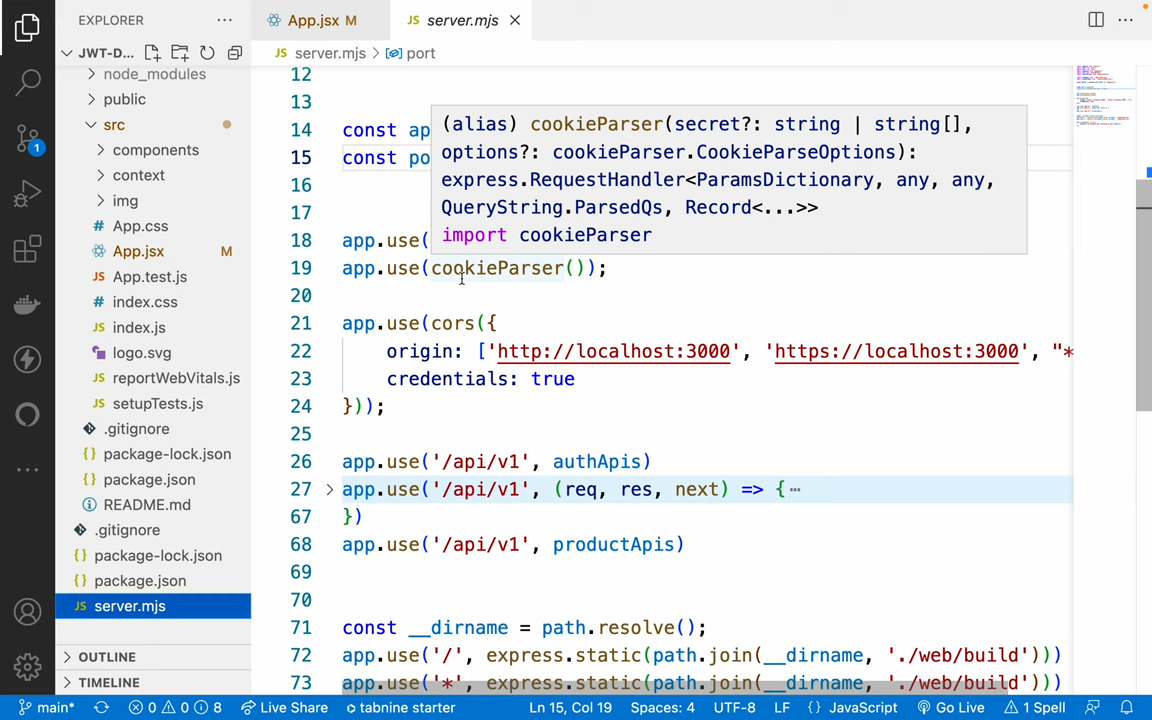 EXPLORER
JWT-D...
node_modules
public
src
components
context
img
App.css
App.jsx M
App.test.js
index.css
index.js
logo.svg
reportWebVitals.js
setupTests.js
.gitignore
package-lock.json
package.json
README.md
.gitignore
package-lock.json
package.json
JS server.mjs
OUTLINE
TIMELINE
App.jsx M
JS server.mjs
JS server.mjs > port
12
13
14 const ap
15 const po
16
17
18 app.use(
19 app.use(cookieParser());
20
21 app.use(cors({
22 origin: ['http://localhost:3000', 'https://localhost:3000', "*
23 credentials: true
24 }));
25
26 app.use('/api/v1', authApis)
27 app.use('/api/v1', (req, res, next) => {⋯
67 })
68 app.use('/api/v1', productApis)
69
70
71 const __dirname = path.resolve();
72 app.use('/', express.static(path.join(__dirname, './web/build')))
73 app.use('*', express.static(path.join(__dirname, './web/build')))
(alias) cookieParser(secret?: string | string[],
options?: cookieParser.CookieParseOptions):
express.RequestHandler<ParamsDictionary, any, any,
QueryString.ParsedQs, Record<...>>
import cookieParser
1
main* 0 0 8 Live Share tabnine starter Ln 15, Col 19 Spaces: 4 UTF-8 LF {} JavaScript Go Live 1 Spell